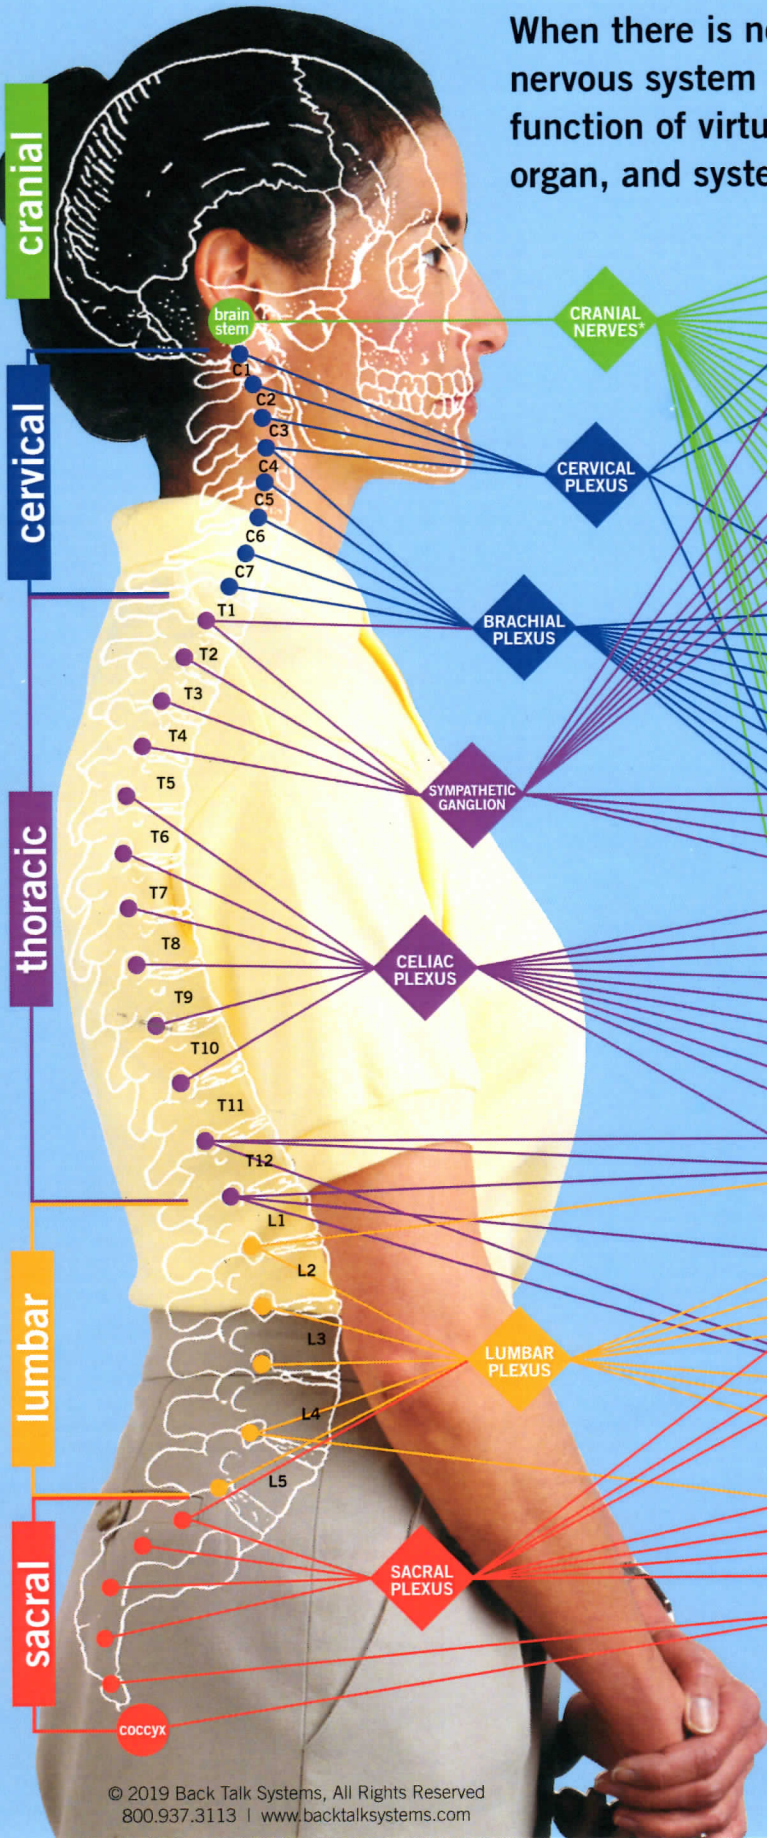 When there is
nervous system
function of
organ, and
cranial
brain
stem
CRANIAL
NERVES*
cervical
C1
C2
C3
C4
C5
C6
C7
CERVICAL
PLEXUS
BRACHIAL
PLEXUS
thoracic
T1
T2
T3
T4
T5
T6
T7
T8
T9
T10
T11
T12
SYMPATHETIC
GANGLION
CELIAC
PLEXUS
lumbar
L1
L2
L3
L4
L5
LUMBAR
PLEXUS
sacral
SACRAL
PLEXUS
coccyx
© 2019 Back Talk Systems, All Rights Reserved
800.937.3113 | www.backtalksystems.com